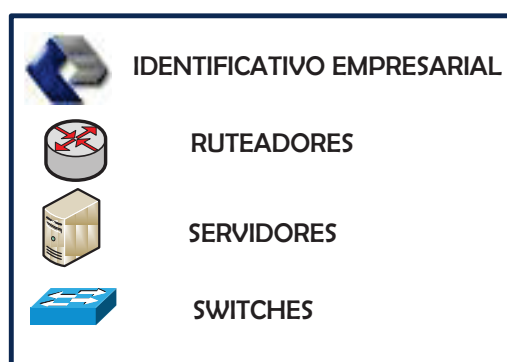 IDENTIFICATIVO EMPRESARIAL
RUTEADORES
SERVIDORES
SWITCHES